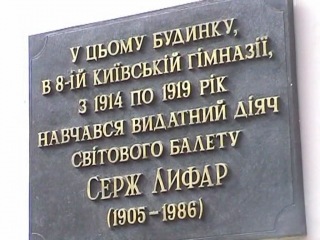 У ЦЬОМУ БУДИНКУ,
В 8-ІЙ КИЇВСЬКІЙ ГІМНАЗІЇ,
З 1914 ПО 1919 РІК
НАВЧАВСЯ ВИДАТНИЙ ДІЯЧ
СВІТОВОГО БАЛЕТУ
СЕРЖ ЛИФАР
(1905 – 1986)